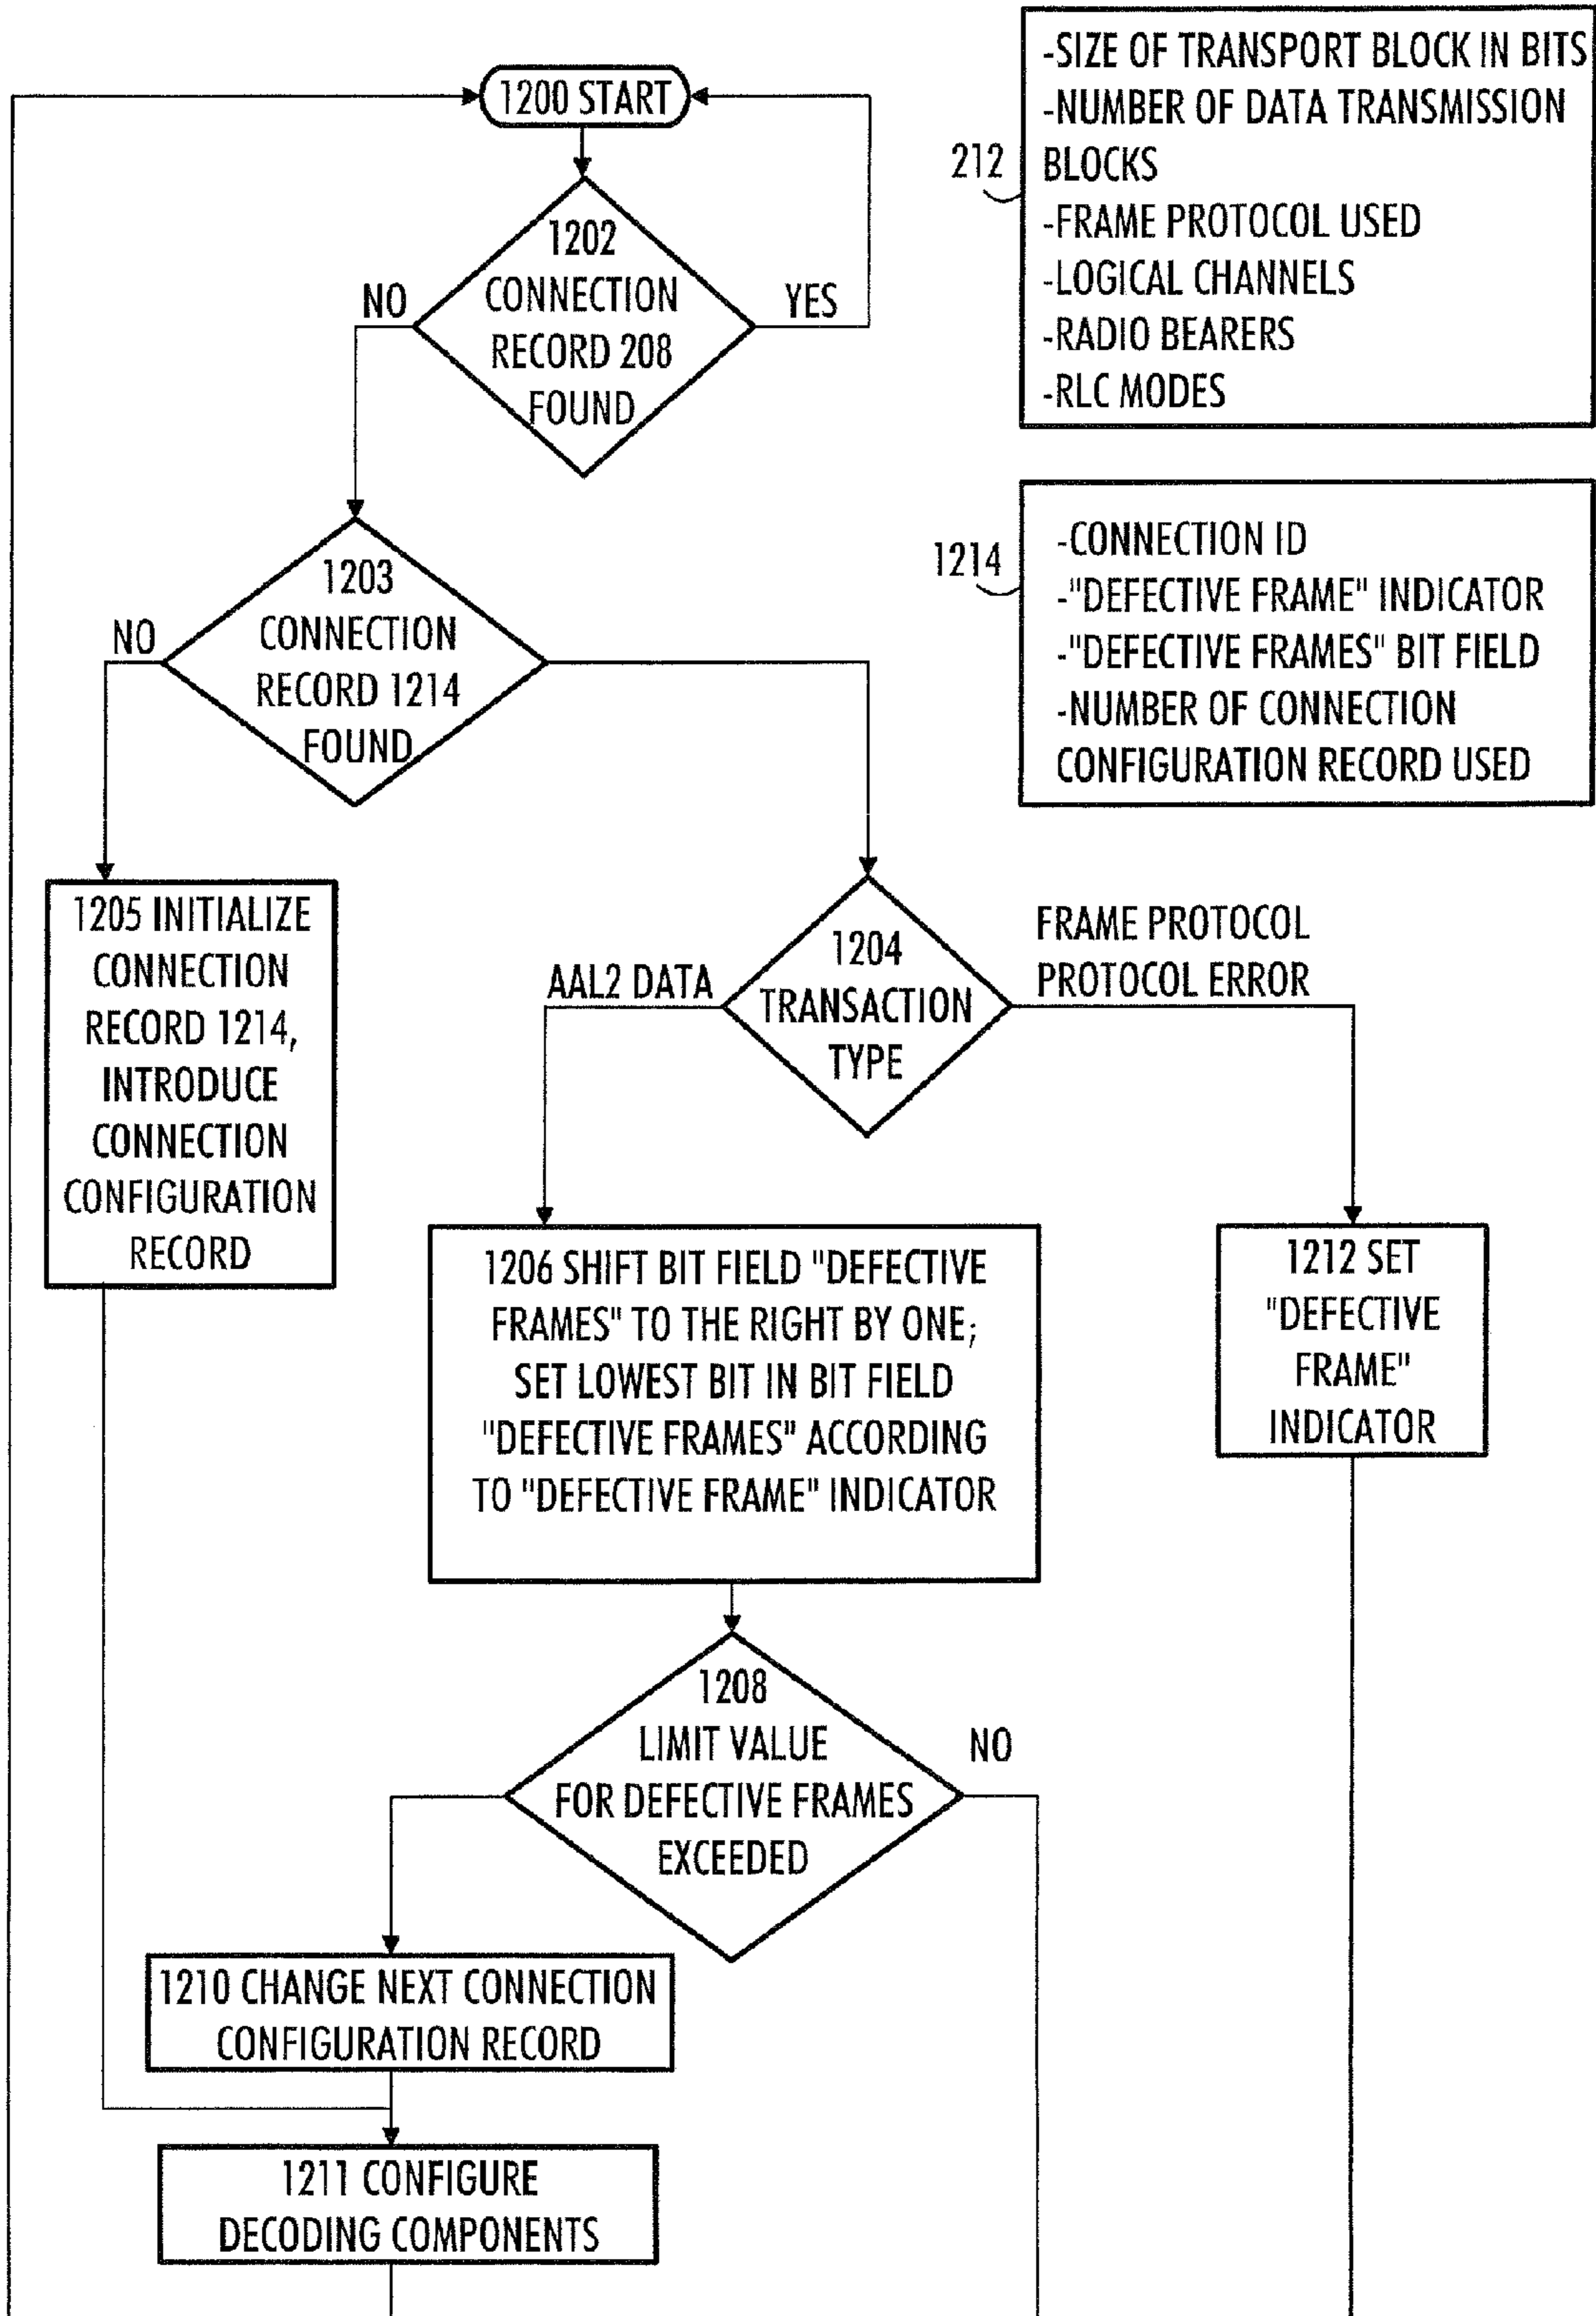 1200 START
1202
CONNECTION
RECORD 208
FOUND
NO
YES
212
-SIZE OF TRANSPORT BLOCK IN BITS
-NUMBER OF DATA TRANSMISSION
BLOCKS
-FRAME PROTOCOL USED
-LOGICAL CHANNELS
-RADIO BEARERS
-RLC MODES
1214
-CONNECTION ID
-"DEFECTIVE FRAME" INDICATOR
-"DEFECTIVE FRAMES" BIT FIELD
-NUMBER OF CONNECTION
CONFIGURATION RECORD USED
1203
CONNECTION
RECORD 1214
FOUND
NO
1205 INITIALIZE
CONNECTION
RECORD 1214,
INTRODUCE
CONNECTION
CONFIGURATION
RECORD
1204
TRANSACTION
TYPE
AAL2 DATA
FRAME PROTOCOL
PROTOCOL ERROR
1206 SHIFT BIT FIELD "DEFECTIVE
FRAMES" TO THE RIGHT BY ONE;
SET LOWEST BIT IN BIT FIELD
"DEFECTIVE FRAMES" ACCORDING
TO "DEFECTIVE FRAME" INDICATOR
1212 SET
"DEFECTIVE
FRAME"
INDICATOR
1208
LIMIT VALUE
FOR DEFECTIVE FRAMES
EXCEEDED
NO
1210 CHANGE NEXT CONNECTION
CONFIGURATION RECORD
1211 CONFIGURE
DECODING COMPONENTS